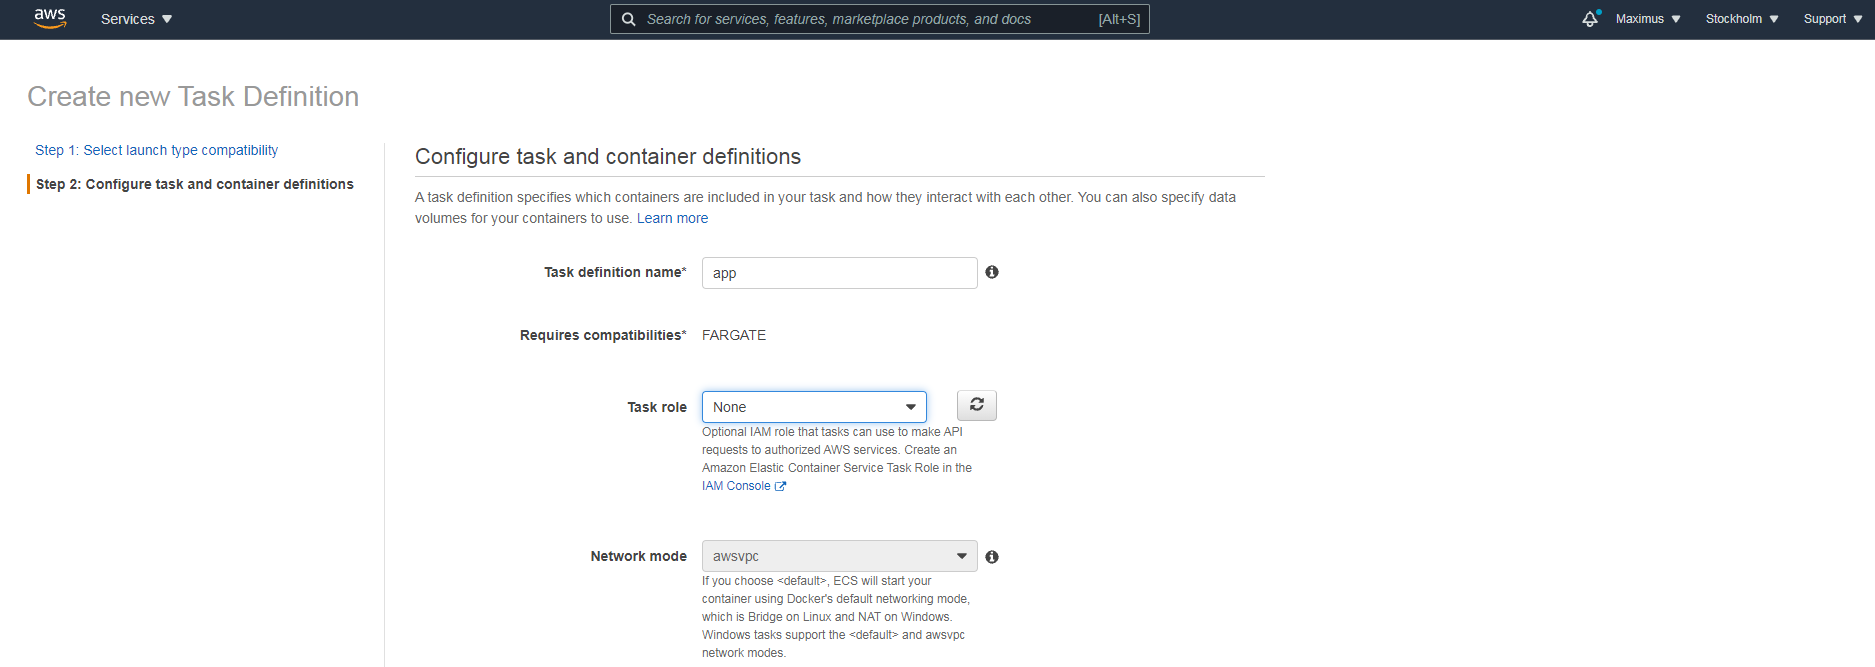 aws Services Search for services, features, marketplace products, and docs [Alt+S] Maximus Stockholm Support
Create new Task Definition
Step 1: Select launch type compatibility
Step 2: Configure task and container definitions
Configure task and container definitions
A task definition specifies which containers are included in your task and how they interact with each other. You can also specify data
volumes for your containers to use. Learn more
Task definition name* app
Requires compatibilities* FARGATE
Task role None
Optional IAM role that tasks can use to make API
requests to authorized AWS services. Create an
Amazon Elastic Container Service Task Role in the
IAM Console
Network mode awsvpc
If you choose <default>, ECS will start your
container using Docker's default networking mode,
which is Bridge on Linux and NAT on Windows.
Windows tasks support the <default> and awsvpc
network modes.